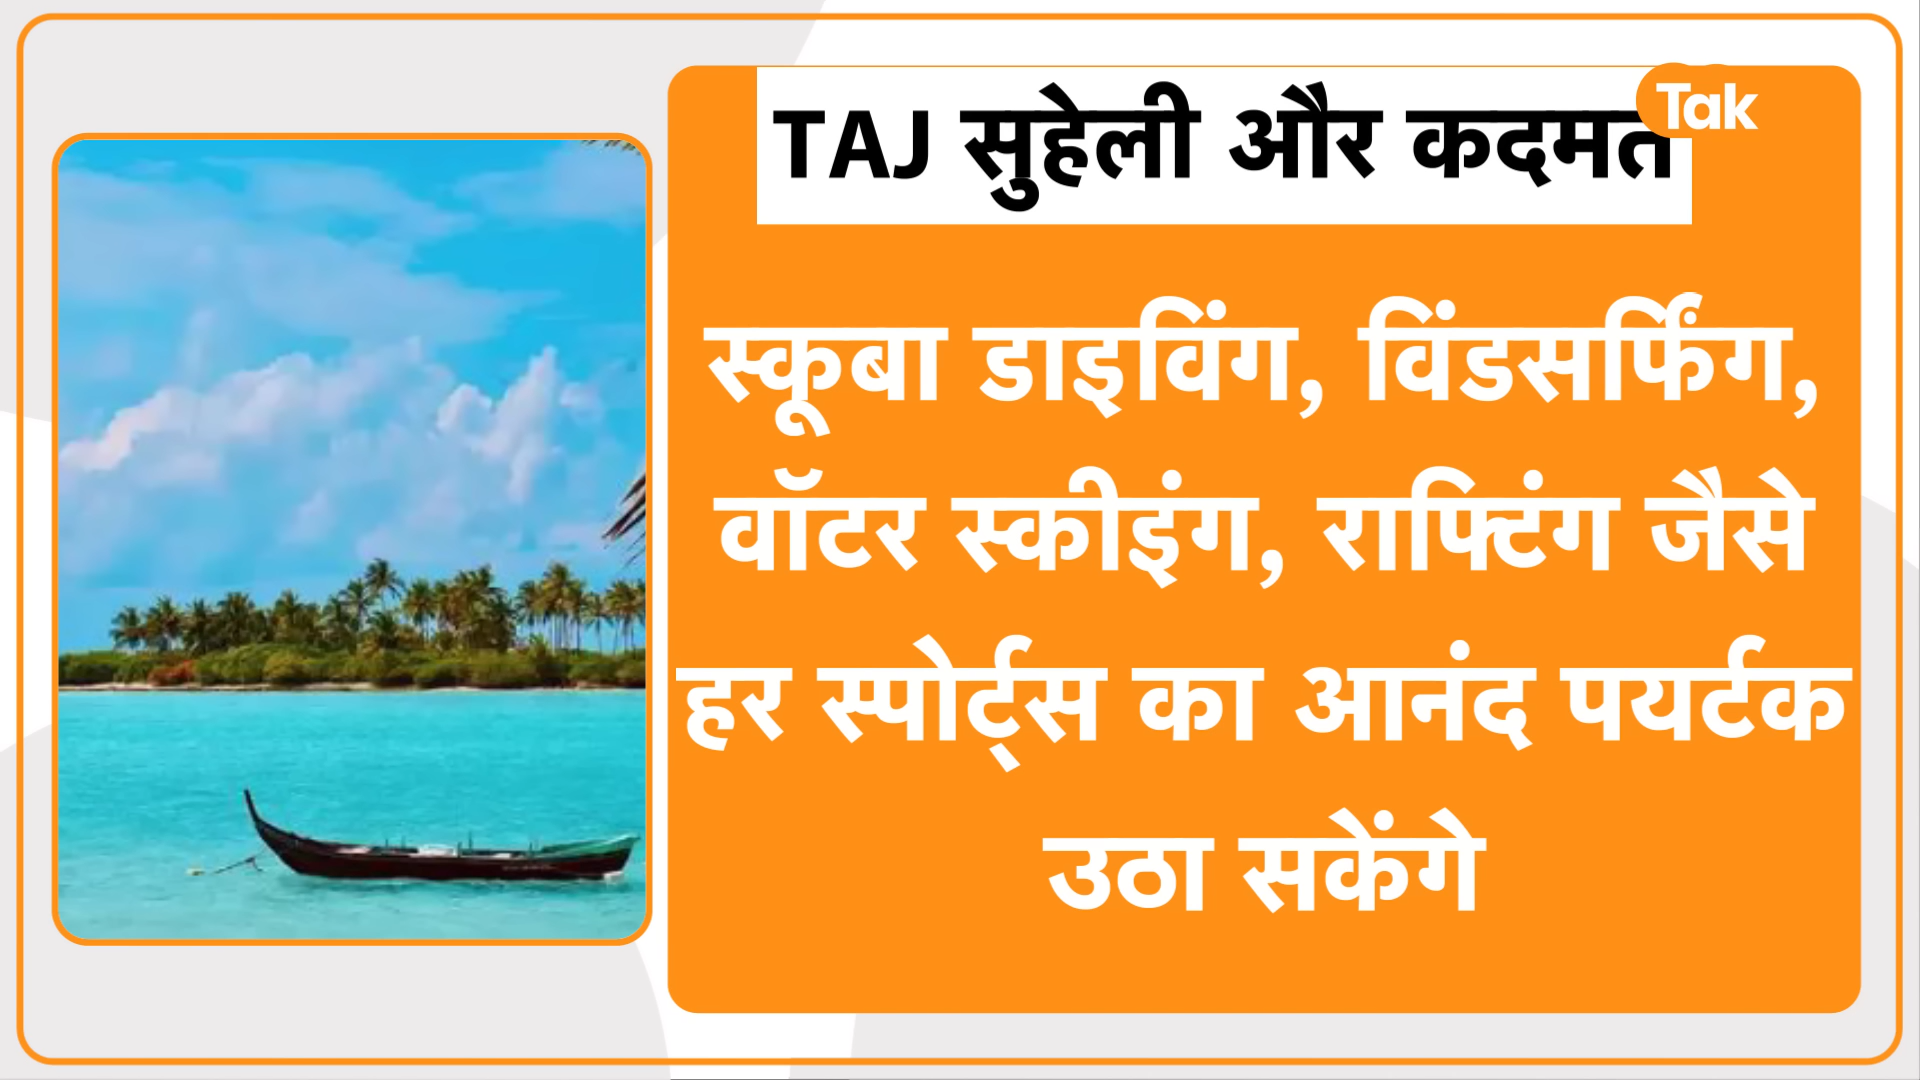 TAJ सुहेली और कदमत
Tak
स्कूबा डाइविंग, विंडसर्फिंग,
वॉटर स्कीइंग, राफ्टिंग जैसे
हर स्पोर्ट्स का आनंद पयर्टक
उठा सकेंगे